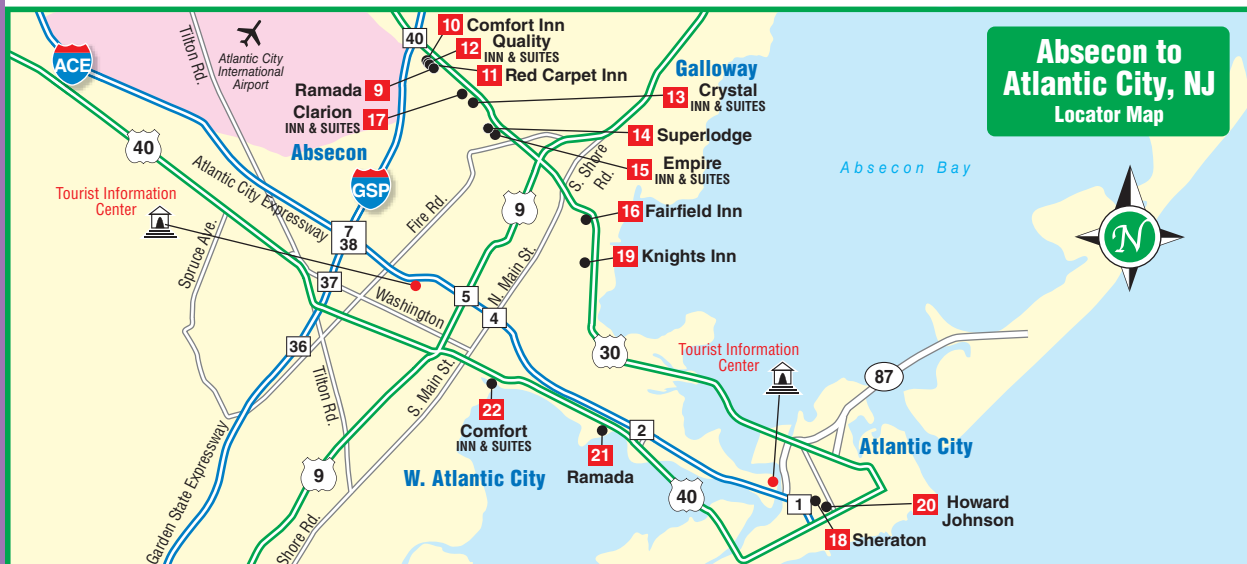 Absecon to
Atlantic City, NJ
Locator Map
ACE
Tilton Rd.
Atlantic City
International
Airport
40
10 Comfort Inn
12 Quality
INN & SUITES
11 Red Carpet Inn
Ramada 9
Clarion
INN & SUITES
17
Galloway
13 Crystal
INN & SUITES
14 Superlodge
15 Empire
INN & SUITES
S. Shore
Rd.
Absecon Bay
40
Absecon
Atlantic City Expressway
GSP
Tourist Information
Center
Spruce Ave.
Fire Rd.
9
16 Fairfield Inn
N
7
38
19 Knights Inn
37
Washington
5
N. Main St.
4
36
30
Tourist Information
Center
87
Tilton Rd.
S. Main St.
22
Comfort
INN & SUITES
2
21
Ramada
Atlantic City
W. Atlantic City
9
40
1
20 Howard
Johnson
18 Sheraton
Garden State Expressway
Shore Rd.